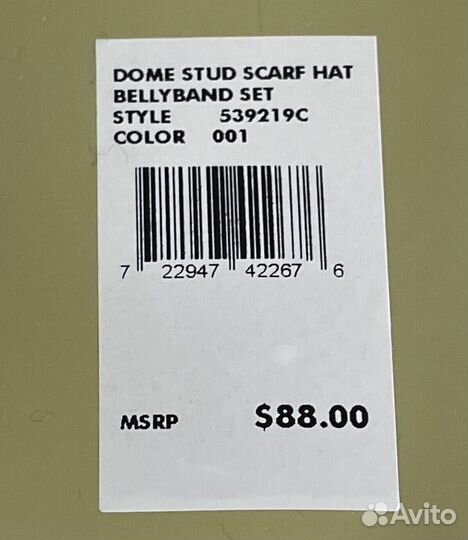 DOME STUD SCARF HAT
BELLYBAND SET
STYLE 539219C
COLOR 001
7 22947 42267 6
MSRP $88.00
Avito